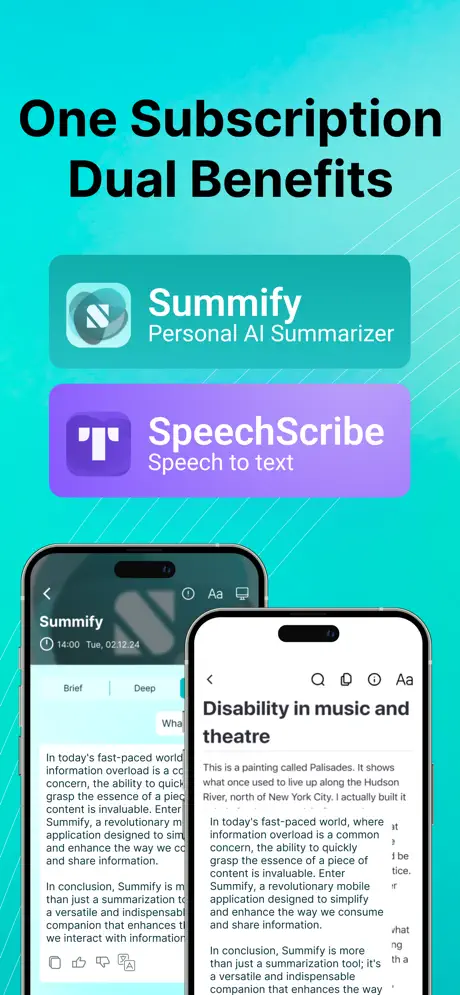 One Subscription
Dual Benefits
Summify
Personal AI Summarizer
SpeechScribe
Speech to text
Summify
14:00 Tue, 02.12.24
Brief
Deep
Wha
In today's fast-paced world
information overload is a co
concern, the ability to quick
grasp the essence of a piec
content is invaluable. Enter
Summify, a revolutionary m
application designed to sim
and enhance the way we co
and share information.
In conclusion, Summify is m
than just a summarization to
a versatile and indispensable
companion that enhances th
we interact with information
Aa
Aa
Disability in music and
theatre
This is a painting called Palisades. It shows
what once used to live up along the Hudson
River, north of New York City. I actually built it
In today's fast-paced world, where
information overload is a common
concern, the ability to quickly
grasp the essence of a piece of
content is invaluable. Enter
Summify, a revolutionary mobile
application designed to simplify
and enhance the way we consume
and share information.
In conclusion, Summify is more
than just a summarization tool; it's
a versatile and indispensable
companion that enhances the way